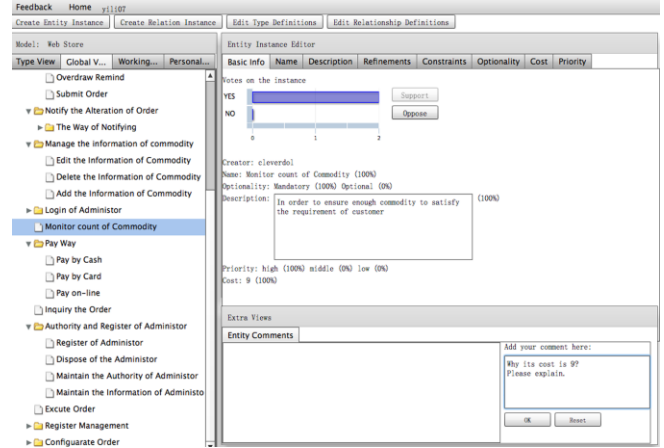 Feedback Home yili07
Create Entity Instance Create Relation Instance Edit Type Definitions Edit Relationship Definitions
Model: Web Store
Type View Global V... Working... Personal...
Overdraw Remind
Submit Order
Notify the Alteration of Order
The Way of Notifying
Manage the information of commodity
Edit the Information of Commodity
Delete the Information of Commodity
Add the Information of Commodity
Login of Administor
Monitor count of Commodity
Pay Way
Pay by Cash
Pay by Card
Pay on-line
Inquiry the Order
Authority and Register of Administor
Register of Administor
Dispose of the Administor
Maintain the Authority of Administor
Maintain the Information of Administo
Excute Order
Register Management
Configuarate Order
Entity Instance Editor
Basic Info Name Description Refinements Constraints Optionality Cost Priority
Votes on the instance
YES
Support
NO
Oppose
0 1 2
Creator: cleverdol
Name: Monitor count of Commodity (100%)
Optionality: Mandatory (100%) Optional (0%)
Description: In order to ensure enough commodity to satisfy (100%)
the requirement of customer
Priority: high (100%) middle (0%) low (0%)
Cost: 9 (100%)
Extra Views
Entity Comments
Add your comment here:
Why its cost is 9?
Please explain.
OK Reset